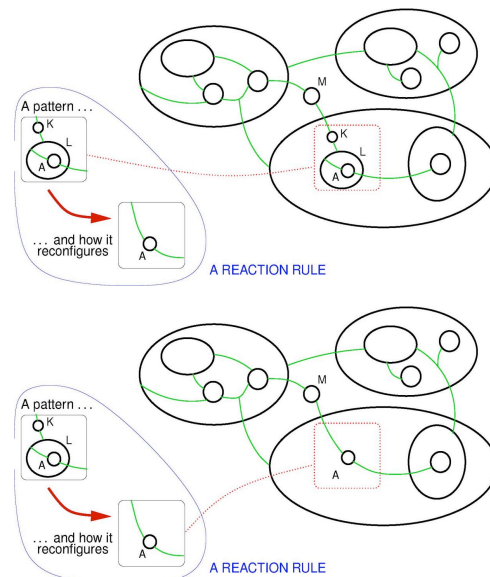 M
A pattern . . .
K
L
A
K
L
A
. . . and how it
reconfigures
A
A REACTION RULE
M
A pattern . . .
K
L
A
A
. . . and how it
reconfigures
A
A REACTION RULE